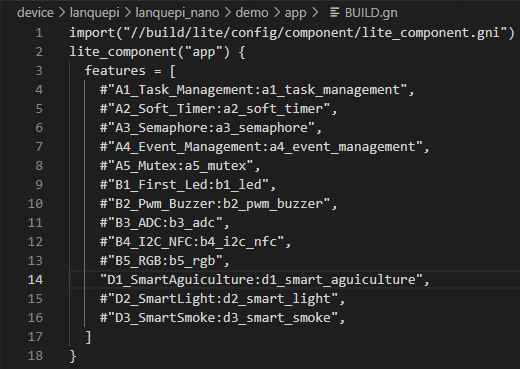 device > lanquepi > lanquepi_nano > demo > app > BUILD.gn
1 import("//build/lite/config/component/lite_component.gni")
2 lite_component("app") {
3 features = [
4 #"A1_Task_Management:a1_task_management",
5 #"A2_Soft_Timer:a2_soft_timer",
6 #"A3_Semaphore:a3_semaphore",
7 #"A4_Event_Management:a4_event_management",
8 #"A5_Mutex:a5_mutex",
9 #"B1_First_Led:b1_led",
10 #"B2_Pwm_Buzzer:b2_pwm_buzzer",
11 #"B3_ADC:b3_adc",
12 #"B4_I2C_NFC:b4_i2c_nfc",
13 #"B5_RGB:b5_rgb",
14 "D1_SmartAguiculture:d1_smart_aguiculture",
15 #"D2_SmartLight:d2_smart_light",
16 #"D3_SmartSmoke:d3_smart_smoke",
17 ]
18 }